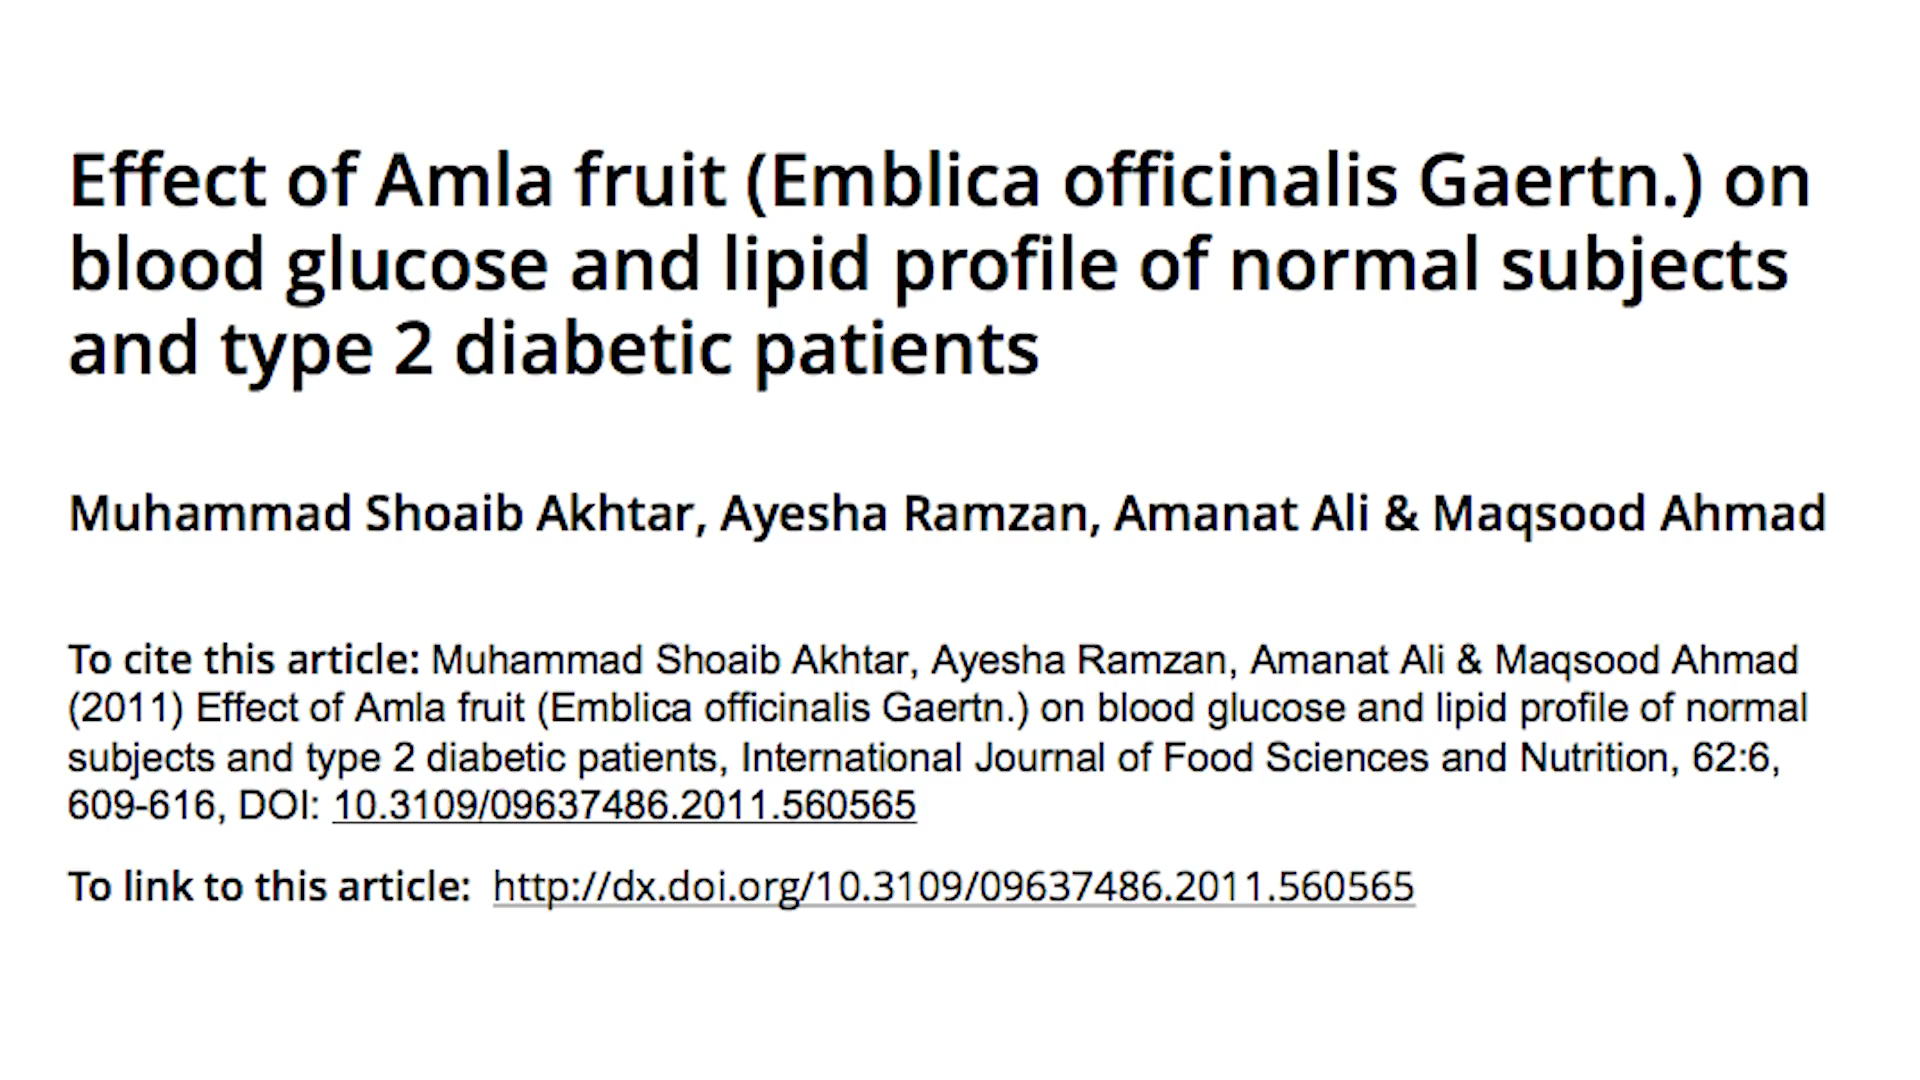 Effect of Amla fruit (Emblica officinalis Gaertn.) on
blood glucose and lipid profile of normal subjects
and type 2 diabetic patients
Muhammad Shoaib Akhtar, Ayesha Ramzan, Amanat Ali & Maqsood Ahmad
To cite this article: Muhammad Shoaib Akhtar, Ayesha Ramzan, Amanat Ali & Maqsood Ahmad
(2011) Effect of Amla fruit (Emblica officinalis Gaertn.) on blood glucose and lipid profile of normal
subjects and type 2 diabetic patients, International Journal of Food Sciences and Nutrition, 62:6,
609-616, DOI: 10.3109/09637486.2011.560565
To link to this article: http://dx.doi.org/10.3109/09637486.2011.560565